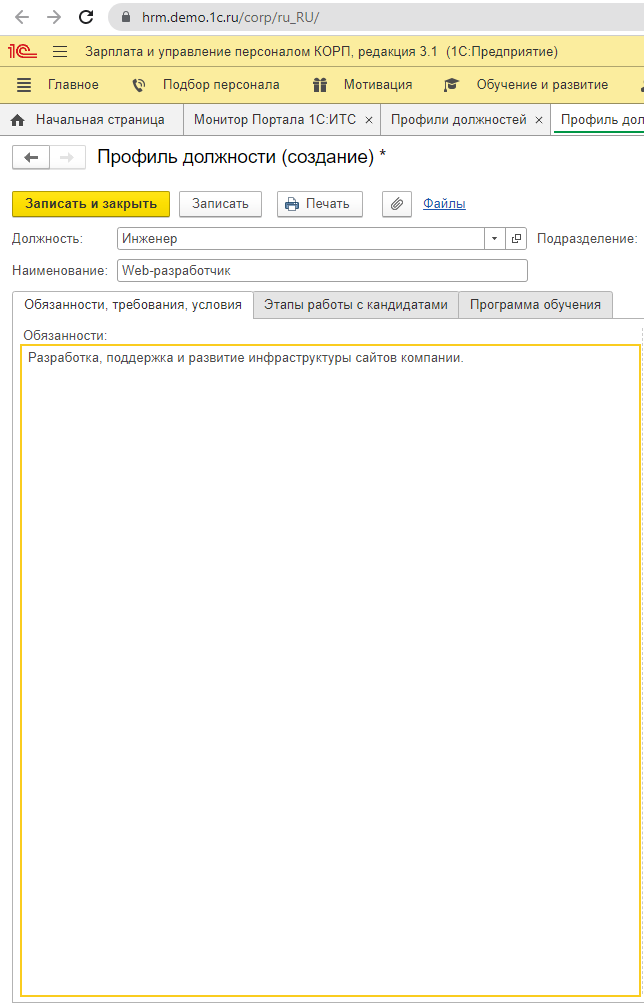 hrm.demo.1c.ru/corp/ru_RU/
1С Зарплата и управление персоналом КОРП, редакция 3.1 (1С:Предприятие)
Главное Подбор персонала Мотивация Обучение и развитие
Начальная страница Монитор Портала 1С:ИТС × Профили должностей × Профиль дол
Профиль должности (создание) *
Записать и закрыть Записать Печать Файлы
Должность: Инженер Подразделение:
Наименование: Web-разработчик
Обязанности, требования, условия Этапы работы с кандидатами Программа обучения
Обязанности:
Разработка, поддержка и развитие инфраструктуры сайтов компании.